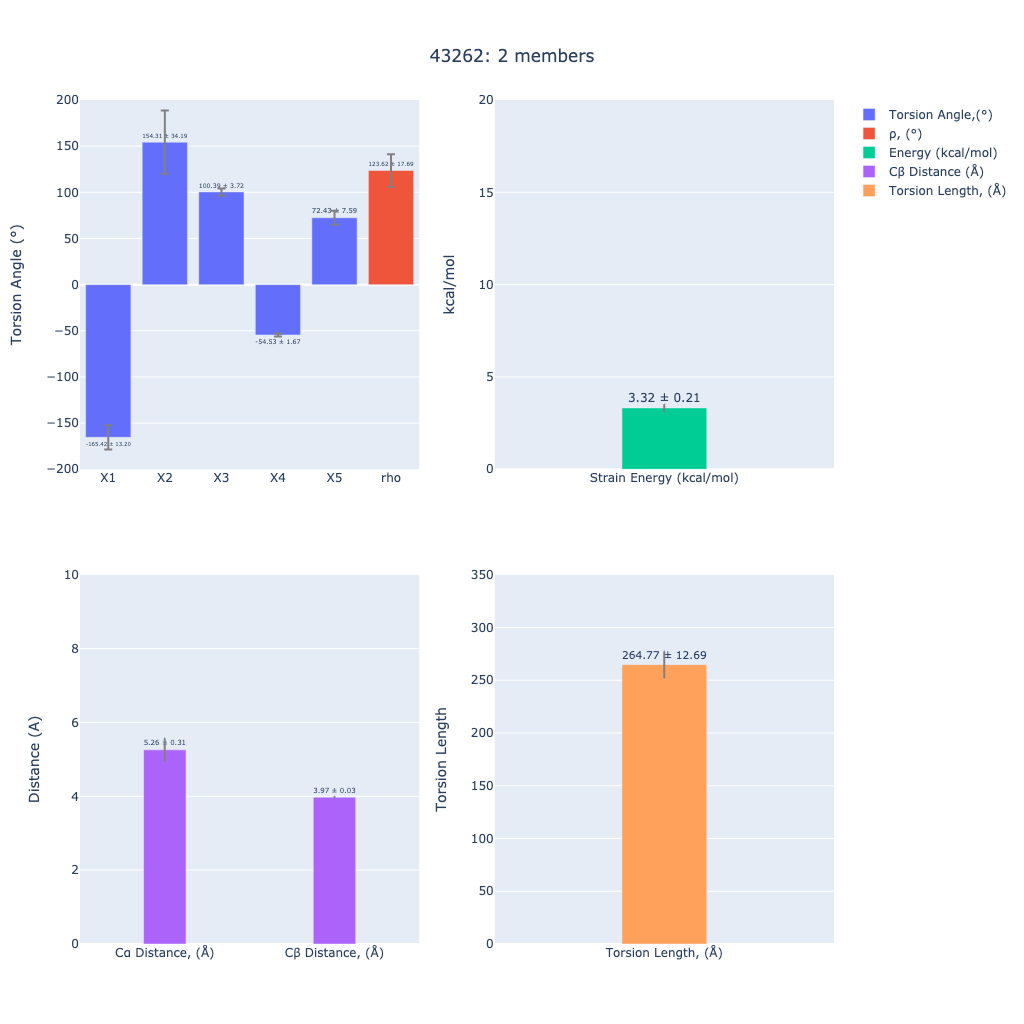 43262: 2 members
Torsion Angle (°)
200
150
100
50
0
−50
−100
−150
−200
-165.42 ± 13.20
154.31 ± 34.19
100.39 ± 3.72
-54.53 ± 1.67
72.43 ± 7.59
123.62 ± 17.69
X1 X2 X3 X4 X5 rho
kcal/mol
20
15
10
5
0
3.32 ± 0.21
Strain Energy (kcal/mol)
Torsion Angle,(°)
ρ, (°)
Energy (kcal/mol)
Cβ Distance (Å)
Torsion Length, (Å)
Distance (A)
10
8
6
4
2
0
5.26 ± 0.31
3.97 ± 0.03
Cα Distance, (Å) Cβ Distance, (Å)
Torsion Length
350
300
250
200
150
100
50
0
264.77 ± 12.69
Torsion Length, (Å)